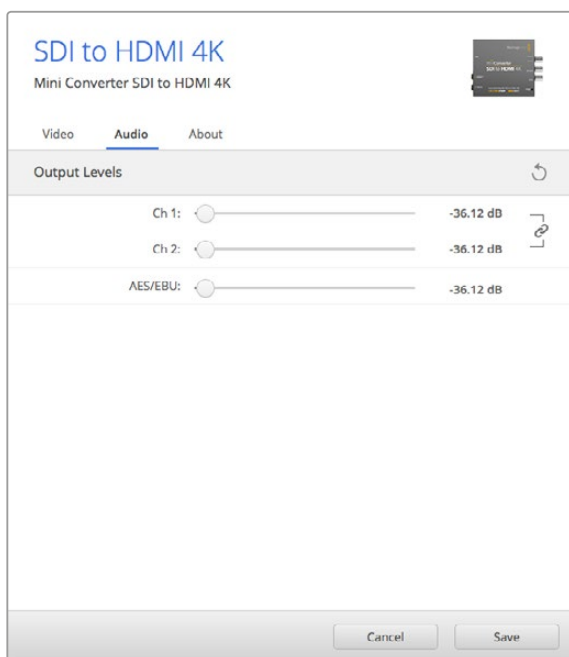 SDI to HDMI 4K
Mini Converter SDI to HDMI 4K
Video Audio About
Output Levels
Ch 1: -36.12 dB
Ch 2: -36.12 dB
AES/EBU: -36.12 dB
Cancel Save